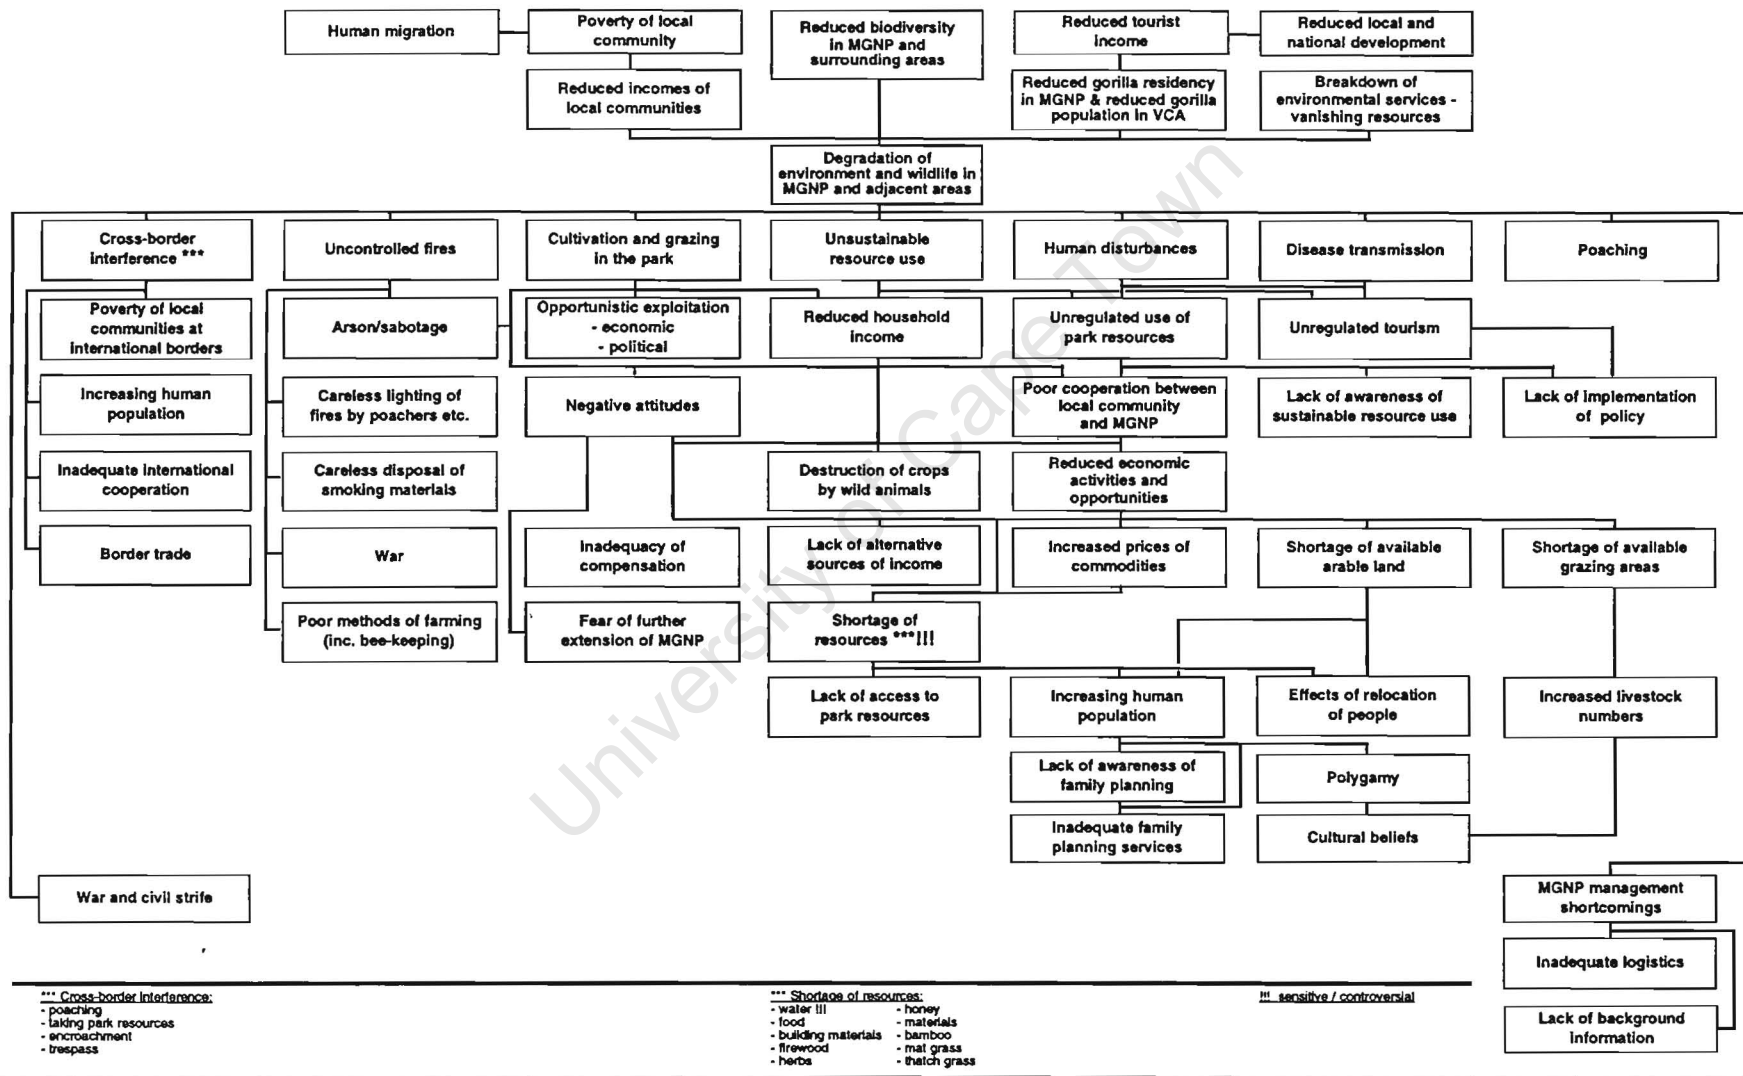 Human migration
Poverty of local
community
Reduced biodiversity
in MGNP and
surrounding areas
Reduced tourist
income
Reduced local and
national development
Reduced incomes of
local communities
Reduced gorilla residency
in MGNP & reduced gorilla
population in VCA
Breakdown of
environmental services -
vanishing resources
Degradation of
environment and wildlife in
MGNP and adjacent areas
Cross-border
interference ***
Uncontrolled fires
Cultivation and grazing
in the park
Unsustainable
resource use
Human disturbances
Disease transmission
Poaching
Poverty of local
communities at
international borders
Arson/sabotage
Opportunistic exploitation
- economic
- political
Reduced household
income
Unregulated use of
park resources
Unregulated tourism
Increasing human
population
Careless lighting of
fires by poachers etc.
Negative attitudes
Poor cooperation between
local community
and MGNP
Lack of awareness of
sustainable resource use
Lack of implementation
of policy
Inadequate international
cooperation
Careless disposal of
smoking materials
Destruction of crops
by wild animals
Reduced economic
activities and
opportunities
Border trade
War
Inadequacy of
compensation
Lack of alternative
sources of income
Increased prices of
commodities
Shortage of available
arable land
Shortage of available
grazing areas
Poor methods of farming
(inc. bee-keeping)
Fear of further
extension of MGNP
Shortage of
resources ***!!!
Lack of access to
park resources
Increasing human
population
Effects of relocation
of people
Increased livestock
numbers
Lack of awareness of
family planning
Polygamy
Inadequate family
planning services
Cultural beliefs
War and civil strife
MGNP management
shortcomings
Inadequate logistics
Lack of background
information
*** Cross-border interference:
- poaching
- taking park resources
- encroachment
- trespass
*** Shortage of resources:
- water !!!
- food
- building materials
- firewood
- herbs
- honey
- materials
- bamboo
- mat grass
- thatch grass
!!! sensitive / controversial
University of Cape Town